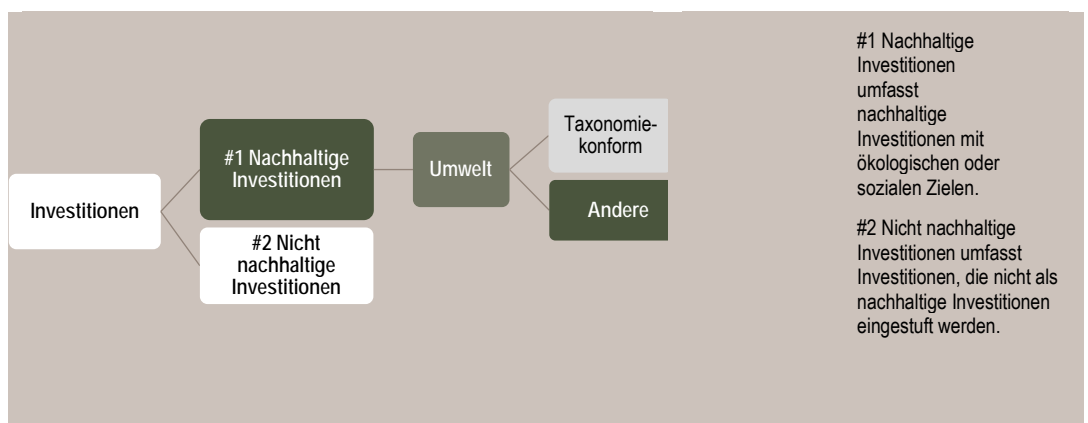 Investitionen
#1 Nachhaltige
Investitionen
#2 Nicht
nachhaltige
Investitionen
Umwelt
Taxonomie-
konform
Andere
#1 Nachhaltige
Investitionen
umfasst
nachhaltige
Investitionen mit
ökologischen oder
sozialen Zielen.
#2 Nicht nachhaltige
Investitionen umfasst
Investitionen, die nicht als
nachhaltige Investitionen
eingestuft werden.